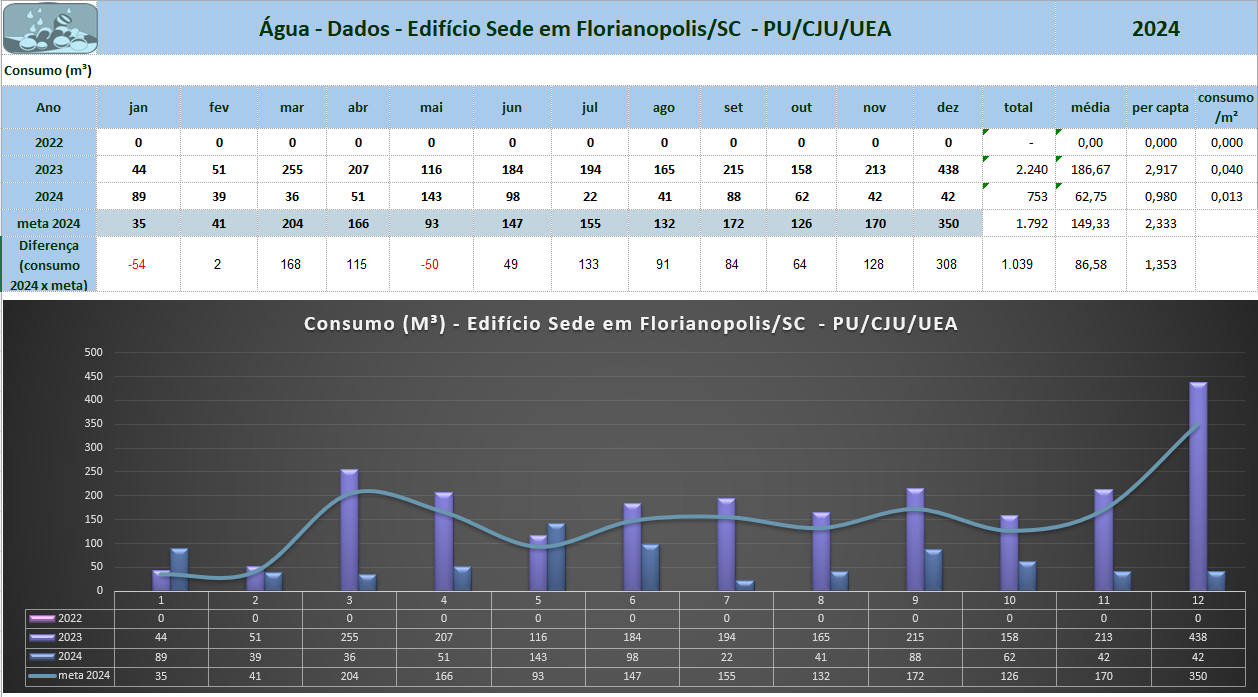 Água - Dados - Edifício Sede em Florianopolis/SC - PU/CJU/UEA 2024
Consumo (m³)
Ano jan fev mar abr mai jun jul ago set out nov dez total média per capta consumo /m²
2022 0 0 0 0 0 0 0 0 0 0 0 0 - 0,00 0,000 0,000
2023 44 51 255 207 116 184 194 165 215 158 213 438 2.240 186,67 2,917 0,040
2024 89 39 36 51 143 98 22 41 88 62 42 42 753 62,75 0,980 0,013
meta 2024 35 41 204 166 93 147 155 132 172 126 170 350 1.792 149,33 2,333
Diferença
(consumo -54 2 168 115 -50 49 133 91 84 64 128 308 1.039 86,58 1,353
2024 x meta)
Consumo (M³) - Edifício Sede em Florianopolis/SC - PU/CJU/UEA
500
450
400
350
300
250
200
150
100
50
0
1 2 3 4 5 6 7 8 9 10 11 12
2022 0 0 0 0 0 0 0 0 0 0 0 0
2023 44 51 255 207 116 184 194 165 215 158 213 438
2024 89 39 36 51 143 98 22 41 88 62 42 42
meta 2024 35 41 204 166 93 147 155 132 172 126 170 350